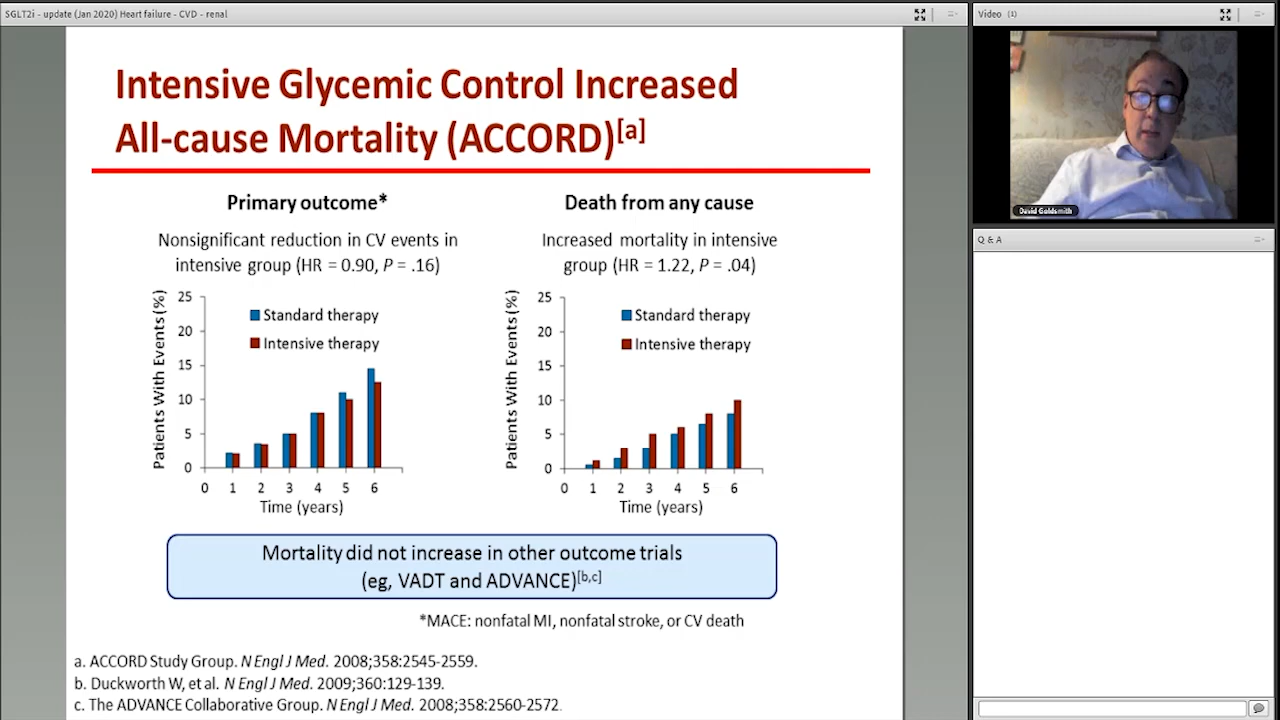 SGLT2i - update (Jan 2020) Heart failure - CVD - renal
Intensive Glycemic Control Increased
All-cause Mortality (ACCORD)[a]
Primary outcome*
Nonsignificant reduction in CV events in
intensive group (HR = 0.90, P = .16)
Patients With Events (%)
25
20
15
10
5
0
Standard therapy
Intensive therapy
0 1 2 3 4 5 6
Time (years)
Death from any cause
Increased mortality in intensive
group (HR = 1.22, P = .04)
Patients With Events (%)
25
20
15
10
5
0
Standard therapy
Intensive therapy
0 1 2 3 4 5 6
Time (years)
Mortality did not increase in other outcome trials
(eg, VADT and ADVANCE)[b,c]
*MACE: nonfatal MI, nonfatal stroke, or CV death
a. ACCORD Study Group. N Engl J Med. 2008;358:2545-2559.
b. Duckworth W, et al. N Engl J Med. 2009;360:129-139.
c. The ADVANCE Collaborative Group. N Engl J Med. 2008;358:2560-2572.
Video (1)
David Goldsmith
Q & A